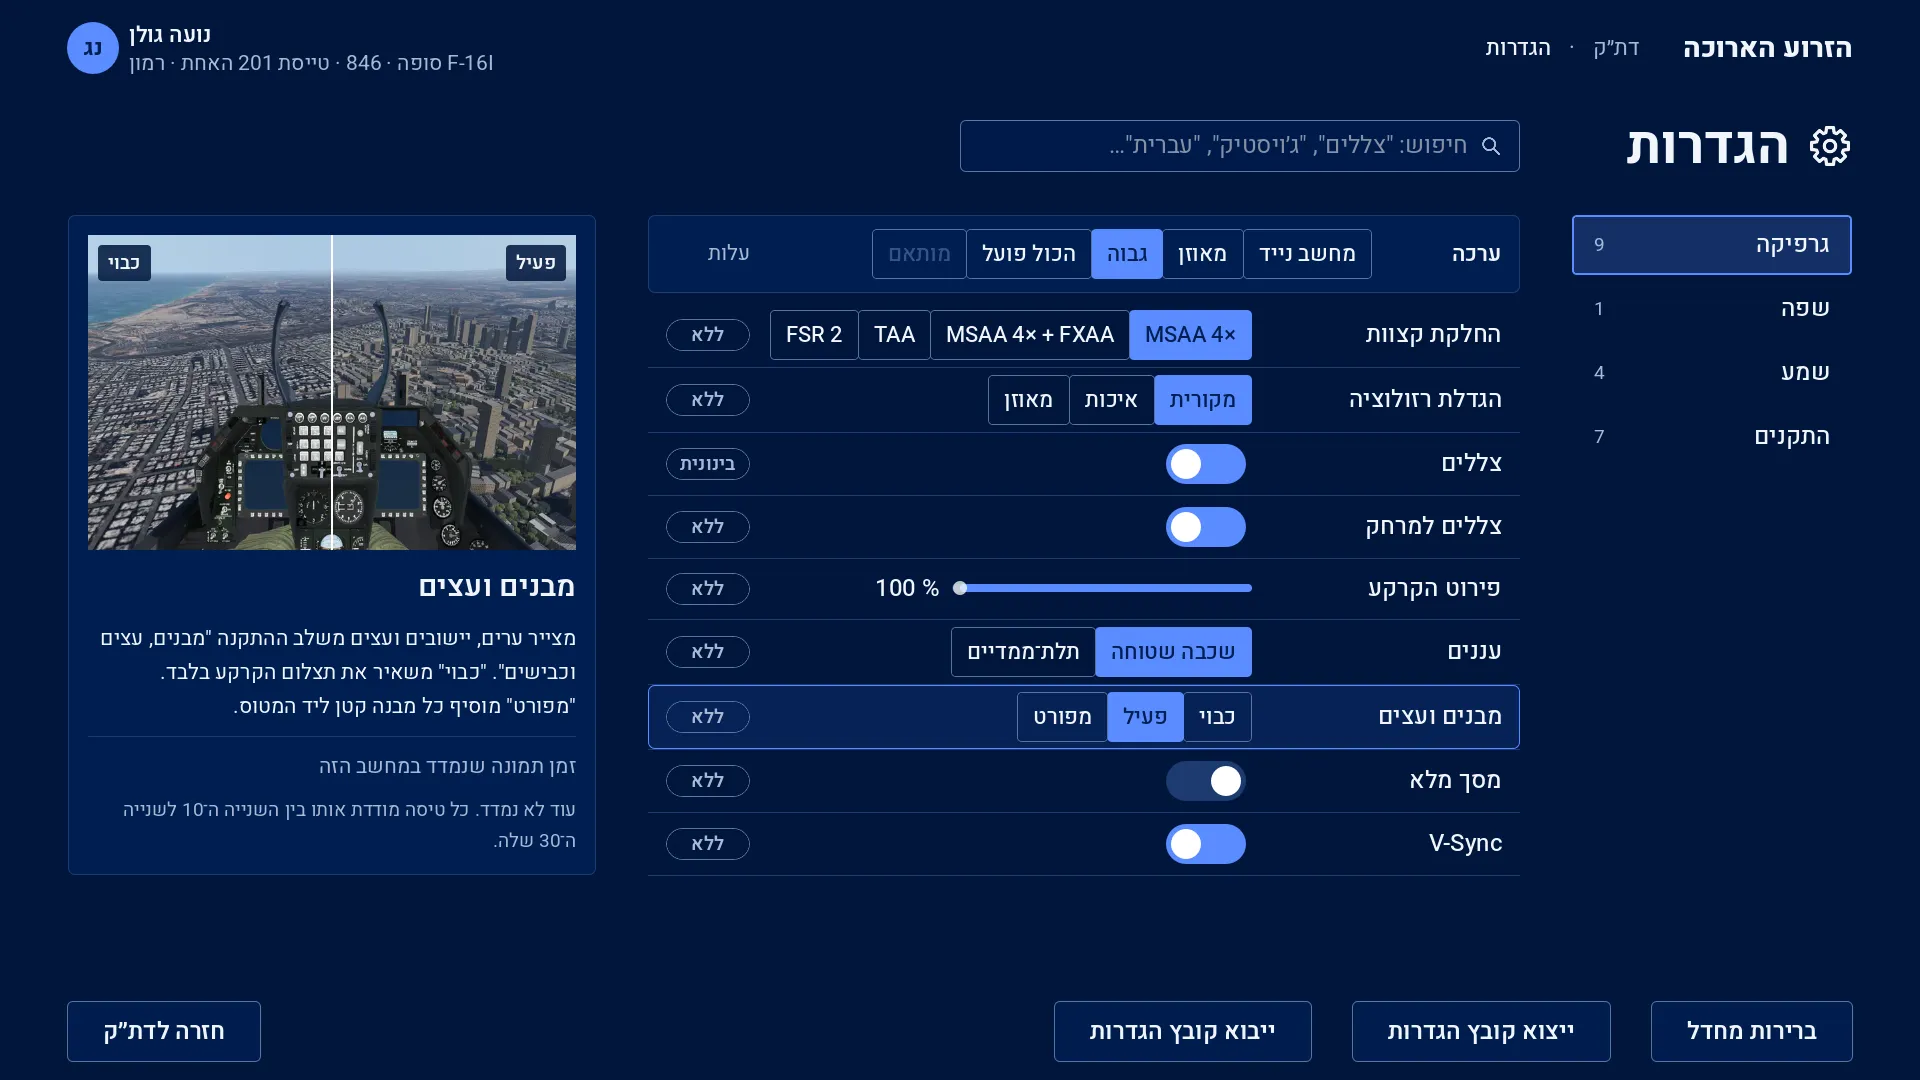 הזרוע הארוכה
דת״ק · הגדרות
נועה גולן
F-16I סופה · 846 · טייסת 201 האחת · רמון
נג
הגדרות
חיפוש: "צללים", "ג'ויסטיק", "עברית"...
גרפיקה 9
שפה 1
שמע 4
התקנים 7
ערכה מחשב נייד מאוזן גבוה הכול פועל מותאם עלות
החלקת קצוות MSAA 4× MSAA 4× + FXAA TAA FSR 2 ללא
הגדלת רזולוציה מקורית איכות מאוזן ללא
צללים בינונית
צללים למרחק ללא
פירוט הקרקע 100 % ללא
עננים שכבה שטוחה תלת־ממדיים ללא
מבנים ועצים כבוי פעיל מפורט ללא
מסך מלא ללא
V-Sync ללא
פעיל כבוי
מבנים ועצים
מצייר ערים, יישובים ועצים משלב ההתקנה "מבנים, עצים
וכבישים". "כבוי" משאיר את תצלום הקרקע בלבד.
"מפורט" מוסיף כל מבנה קטן ליד המטוס.
זמן תמונה שנמדד במחשב הזה
עוד לא נמדד. כל טיסה מודדת אותו בין השנייה ה־10 לשנייה
ה־30 שלה.
ברירות מחדל
ייצוא קובץ הגדרות
ייבוא קובץ הגדרות
חזרה לדת״ק